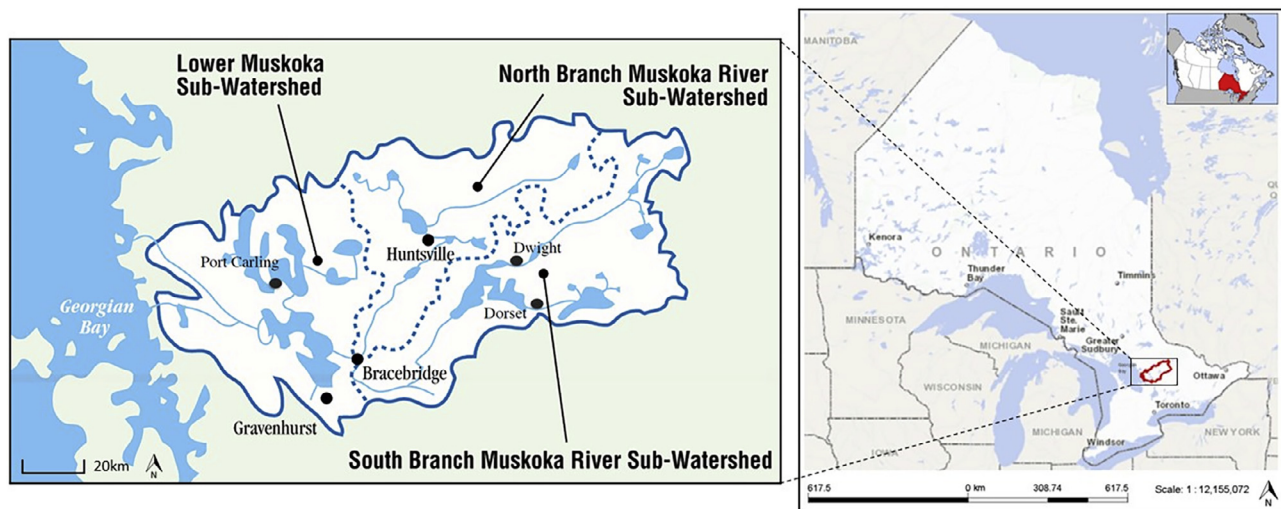 Lower Muskoka
Sub-Watershed
North Branch Muskoka River
Sub-Watershed
Port Carling
Huntsville
Dwight
Georgian
Bay
Dorset
Bracebridge
Gravenhurst
South Branch Muskoka River Sub-Watershed
20km
N
MANITOBA
Kenora
ONTARIO
Thunder
Bay
Timmins
MINNESOTA
Sault
Ste.
Marie
Greater
Sudbury
MICHIGAN
WISCONSIN
Ottawa
Toronto
MICHIGAN
Windsor
NEW YORK
IOWA
617.5
0 km
308.74
617.5
Scale: 1 : 12,155,072
N